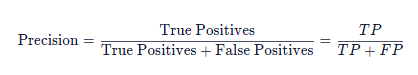 Precision = True Positives / True Positives + False Positives = TP / TP + FP